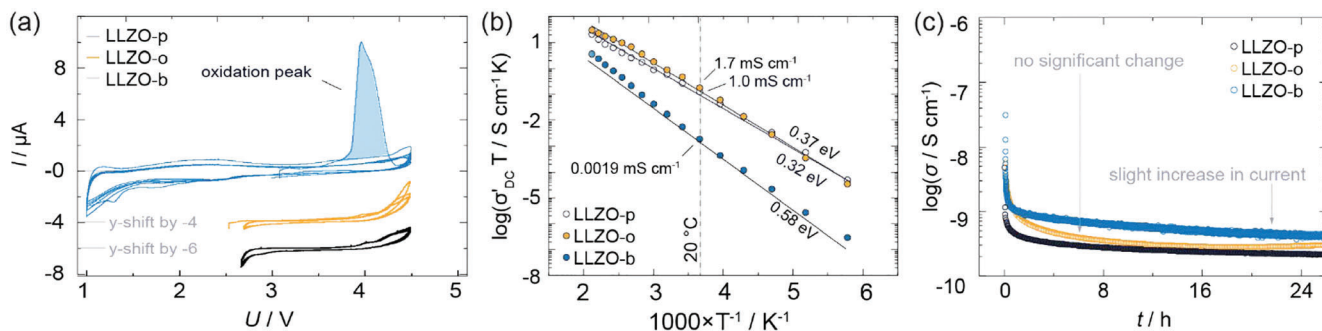 (a)
I / μA
8
4
-0
-4
-8
LLZO-p
LLZO-o
LLZO-b
oxidation peak
y-shift by -4
y-shift by -6
1
2
3
4
5
U / V
(b)
log(σ'DC T / S cm-1 K)
1
-2
-5
-8
1.7 mS cm-1
1.0 mS cm-1
0.0019 mS cm-1
0.37 eV
0.32 eV
0.58 eV
20 °C
LLZO-p
LLZO-o
LLZO-b
2
3
4
5
6
1000×T-1 / K-1
(c)
log(σ / S cm-1)
-6
-7
-8
-9
-10
LLZO-p
LLZO-o
LLZO-b
no significant change
slight increase in current
0
8
16
24
t / h